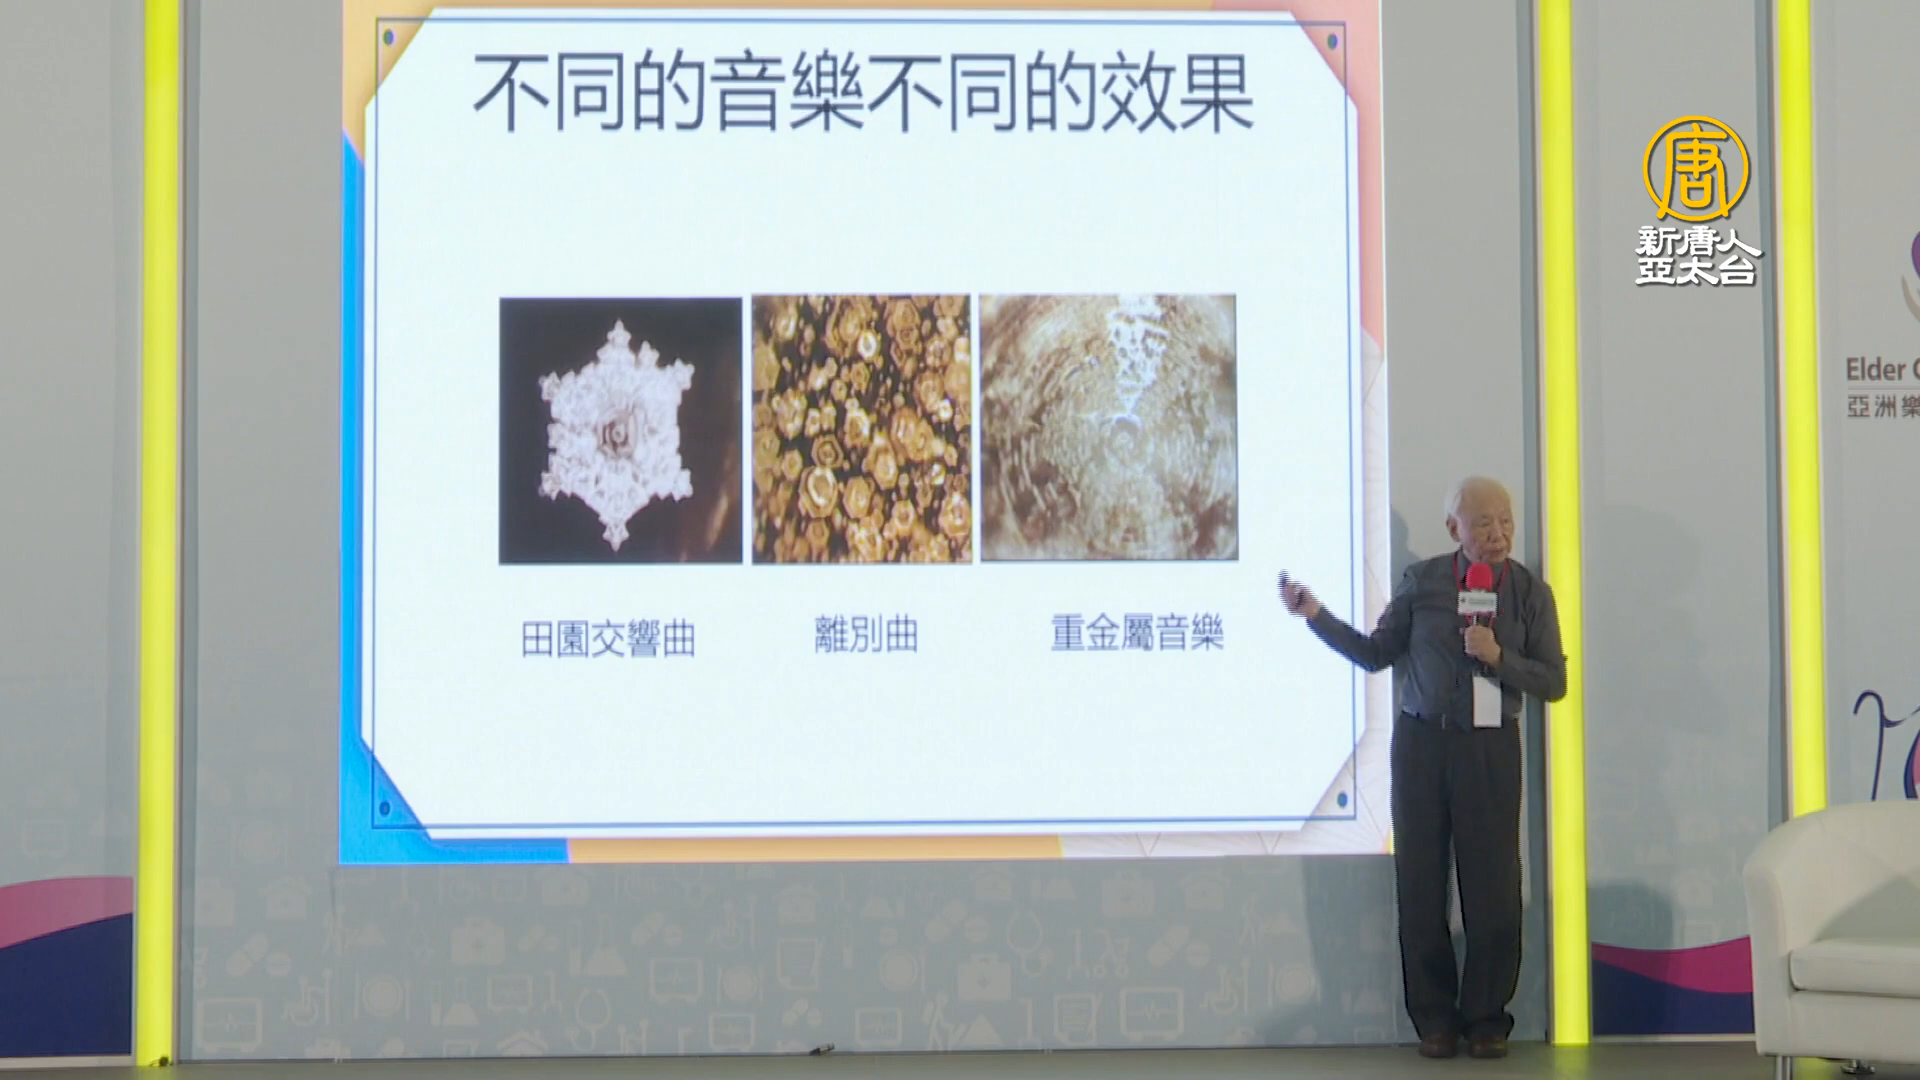 不同的音樂不同的效果
田園交響曲
離別曲
重金屬音樂
唐
新唐人
亞太台
Elder
亞洲樂